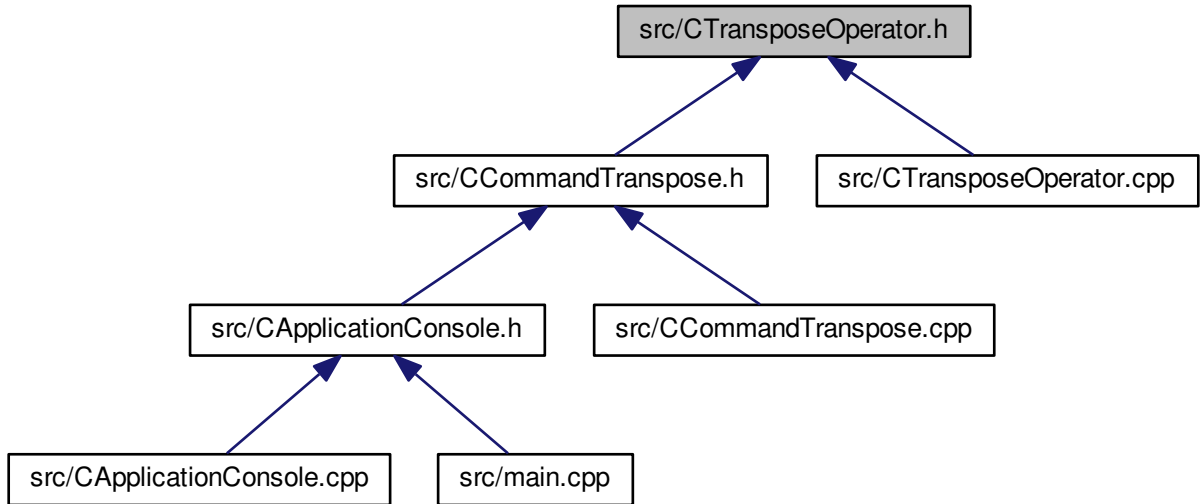 src/CTransposeOperator.h
src/CCommandTranspose.h
src/CTransposeOperator.cpp
src/CApplicationConsole.h
src/CCommandTranspose.cpp
src/CApplicationConsole.cpp
src/main.cpp